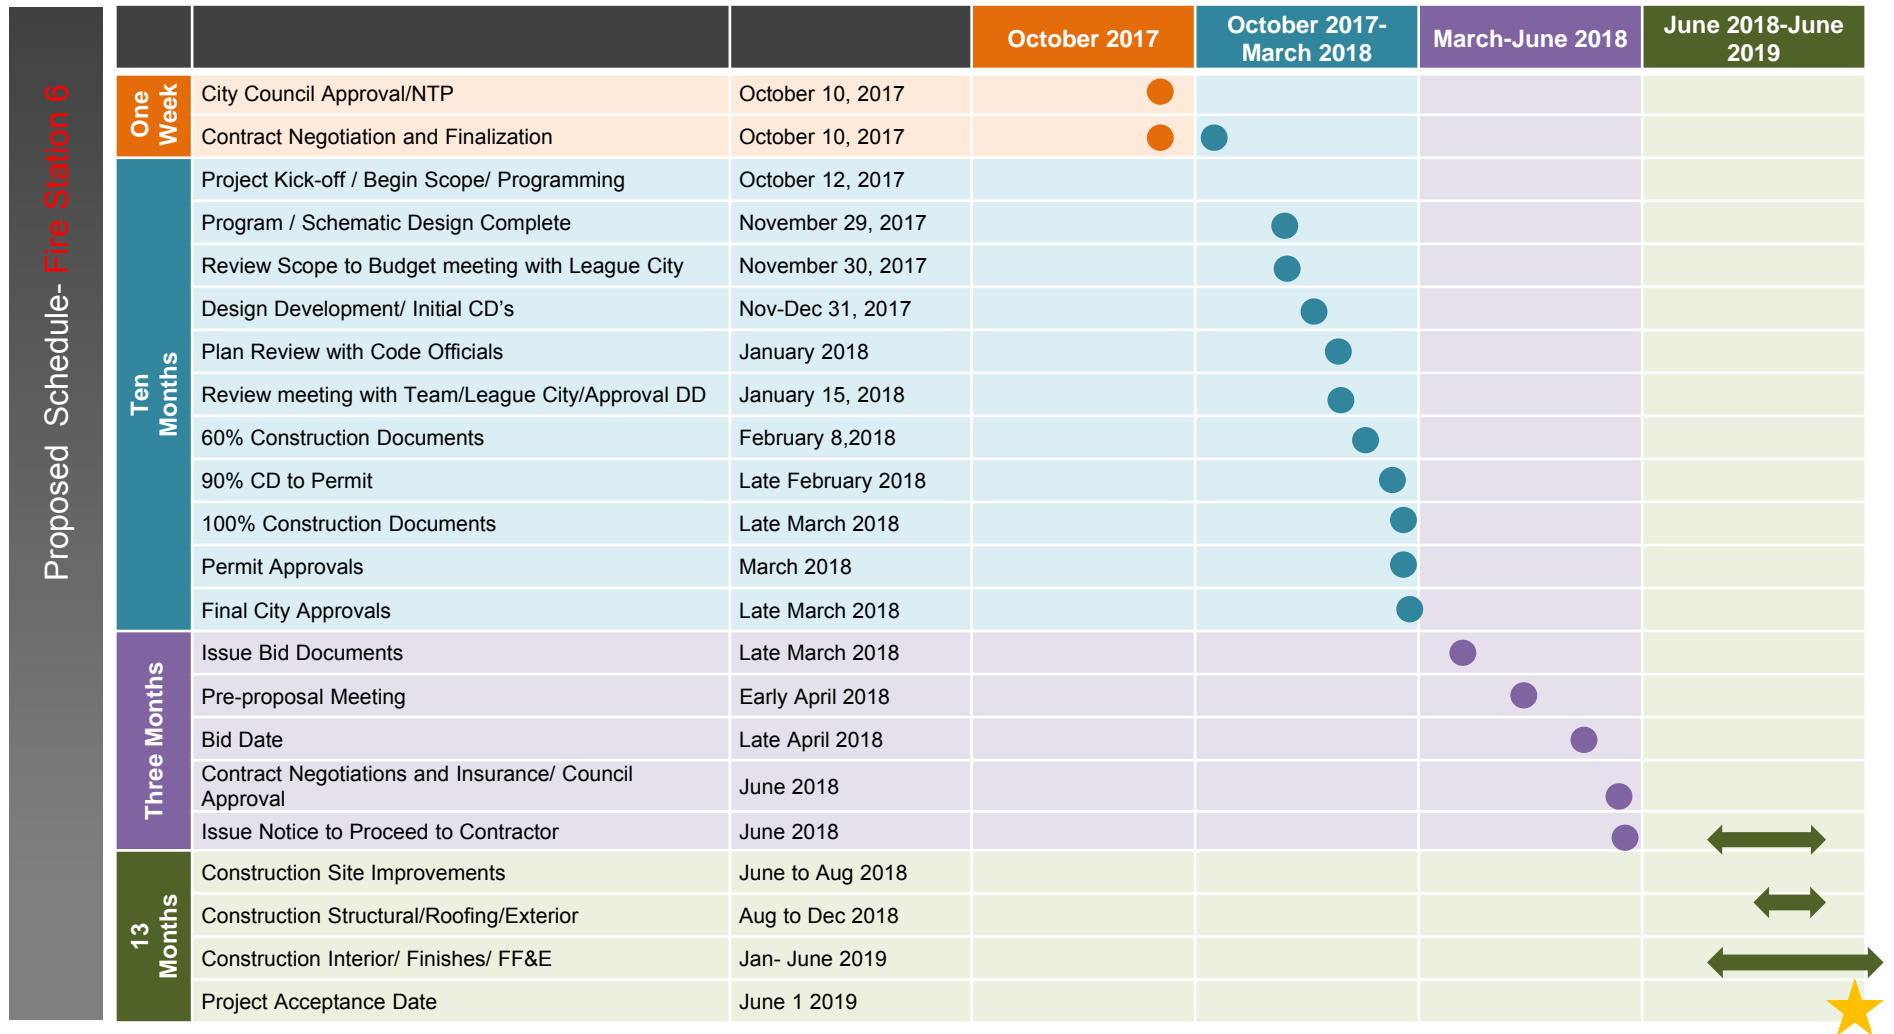 Proposed  Schedule- Fire Station 6
October 2017
October 2017-
March 2018
March-June 2018
June 2018-June
2019
One
Week
City Council Approval/NTP
October 10, 2017
Contract Negotiation and Finalization
October 10, 2017
Ten
Months
Project Kick-off / Begin Scope/ Programming
October 12, 2017
Program / Schematic Design Complete
November 29, 2017
Review Scope to Budget meeting with League City
November 30, 2017
Design Development/ Initial CD’s
Nov-Dec 31, 2017
Plan Review with Code Officials
January 2018
Review meeting with Team/League City/Approval DD
January 15, 2018
60% Construction Documents
February 8,2018
90% CD to Permit
Late February 2018
100% Construction Documents
Late March 2018
Permit Approvals
March 2018
Final City Approvals
Late March 2018
Three Months
Issue Bid Documents
Late March 2018
Pre-proposal Meeting
Early April 2018
Bid Date
Late April 2018
Contract Negotiations and Insurance/ Council
Approval
June 2018
Issue Notice to Proceed to Contractor
June 2018
13
Months
Construction Site Improvements
June to Aug 2018
Construction Structural/Roofing/Exterior
Aug to Dec 2018
Construction Interior/ Finishes/ FF&E
Jan- June 2019
Project Acceptance Date
June 1 2019